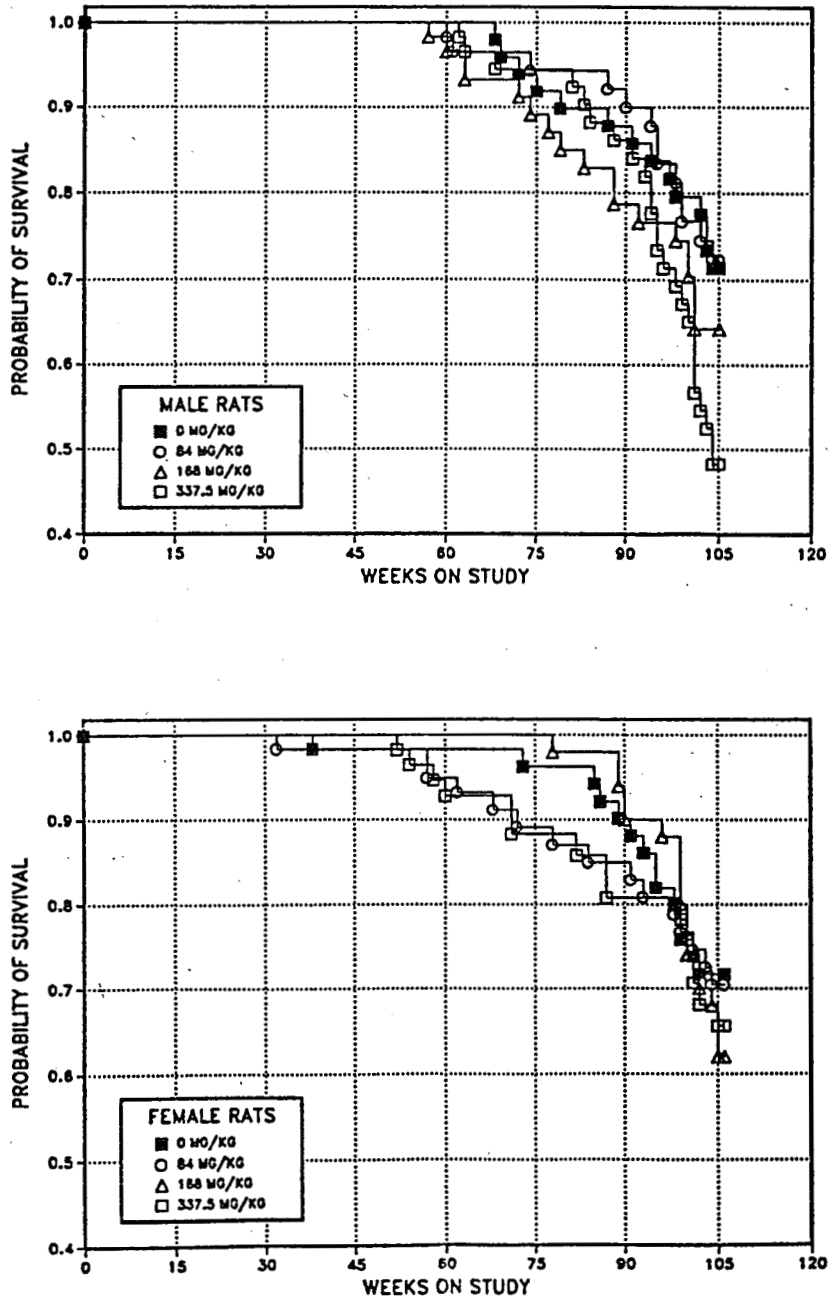 PROBABILITY OF SURVIVAL
1.0
0.9
0.8
0.7
0.6
0.5
0.4
MALE RATS
0 MG/KG
84 MG/KG
168 MG/KG
337.5 MG/KG
0 15 30 45 60 75 90 105 120
WEEKS ON STUDY
PROBABILITY OF SURVIVAL
1.0
0.9
0.8
0.7
0.6
0.5
0.4
FEMALE RATS
0 MG/KG
84 MG/KG
168 MG/KG
337.5 MG/KG
0 15 30 45 60 75 90 105 120
WEEKS ON STUDY